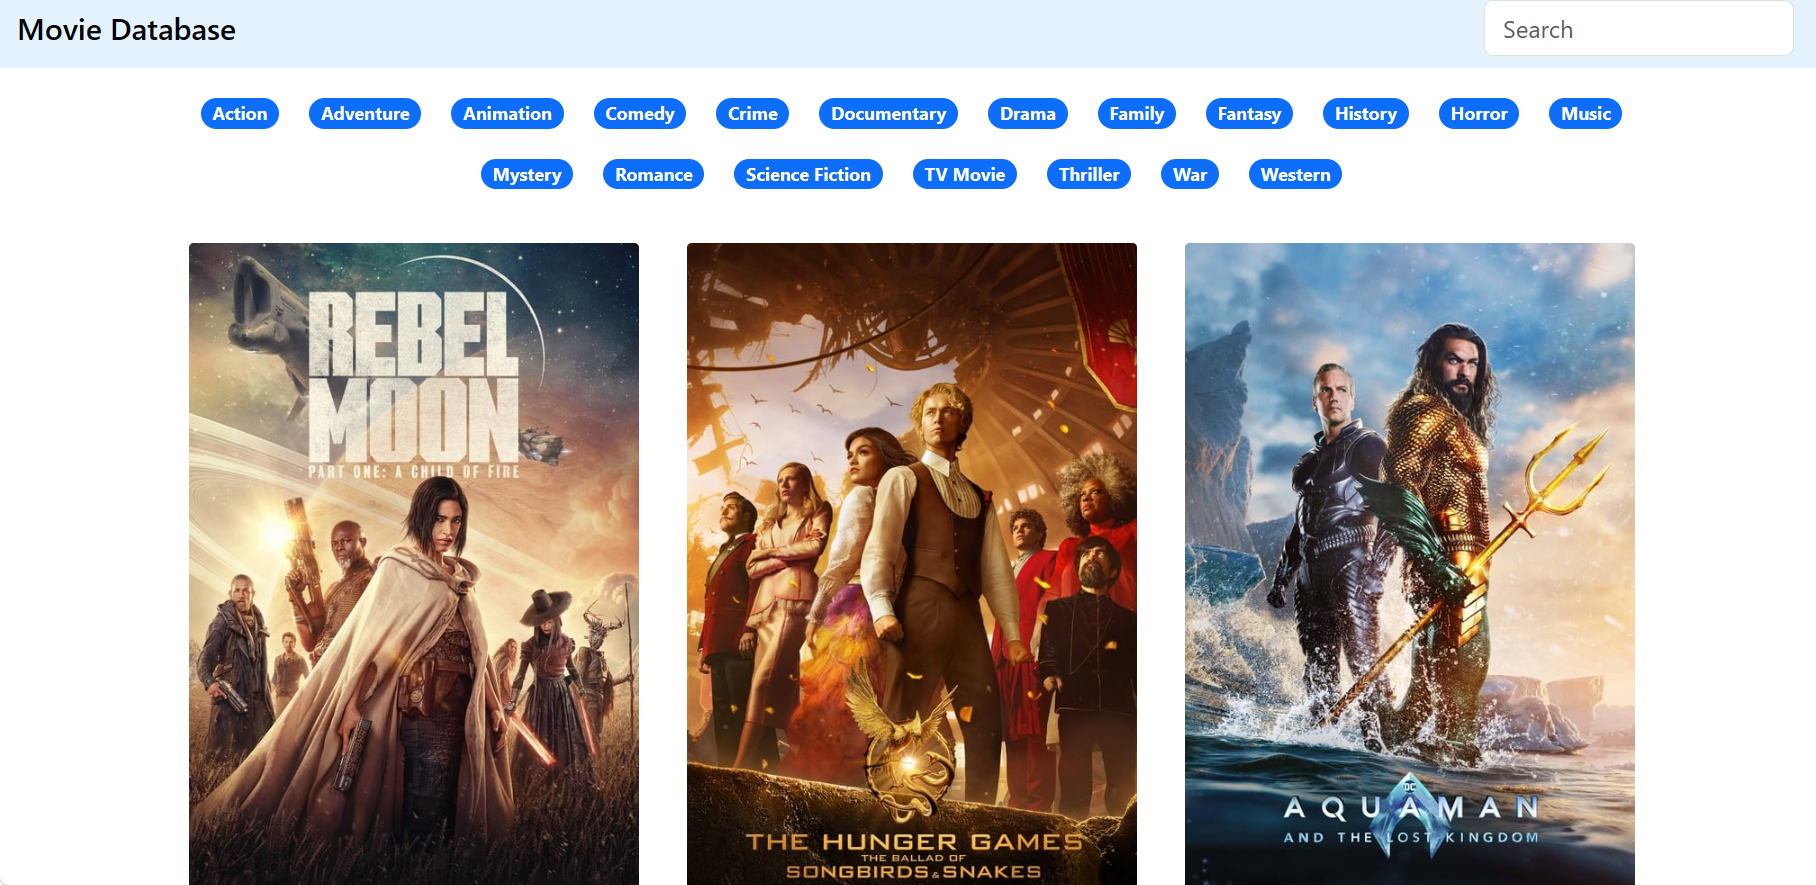 Movie Database
Search
Action Adventure Animation Comedy Crime Documentary Drama Family Fantasy History Horror Music
Mystery Romance Science Fiction TV Movie Thriller War Western
REBEL
MOON
PART ONE: A CHILD OF FIRE
THE HUNGER GAMES
THE BALLAD OF
SONGBIRDS & SNAKES
DC
AQUAMAN
AND THE LOST KINGDOM